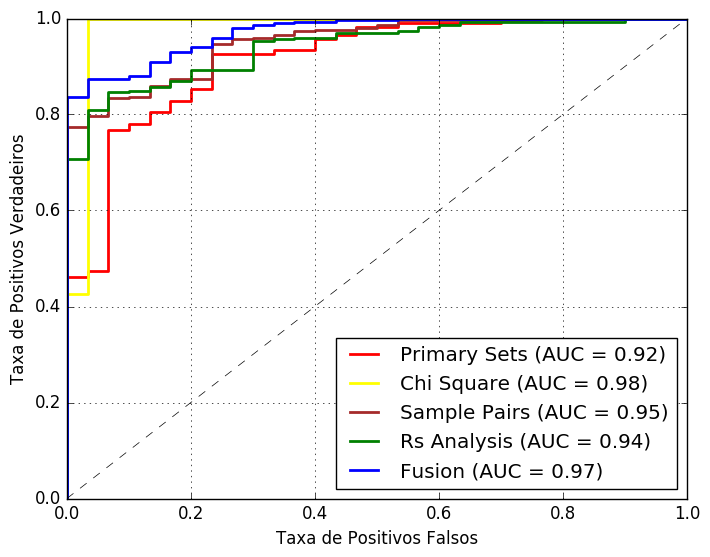 1.0
0.8
0.6
0.4
0.2
0.0
Taxa de Positivos Verdadeiros
Primary Sets (AUC = 0.92)
Chi Square (AUC = 0.98)
Sample Pairs (AUC = 0.95)
Rs Analysis (AUC = 0.94)
Fusion (AUC = 0.97)
0.0 0.2 0.4 0.6 0.8 1.0
Taxa de Positivos Falsos